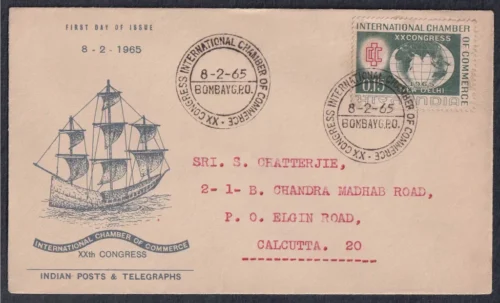 FIRST DAY OF ISSUE
8-2-1965
XX CONGRESS INTERNATIONAL CHAMBER OF COMMERCE
8-2-65
BOMBAY G.P.O.
INTERNATIONAL CHAMBER OF COMMERCE
XX CONGRESS
NEW DELHI
0.15
INDIA
XX CONGRESS INTERNATIONAL CHAMBER OF COMMERCE
8-2-65
BOMBAY G.P.O.
SRI. S. CHATTERJIE,
2-1-B. CHANDRA MADHAB ROAD,
P. O. ELGIN ROAD,
CALCUTTA. 20
INTERNATIONAL CHAMBER OF COMMERCE
XXth CONGRESS
INDIAN POSTS & TELEGRAPHS